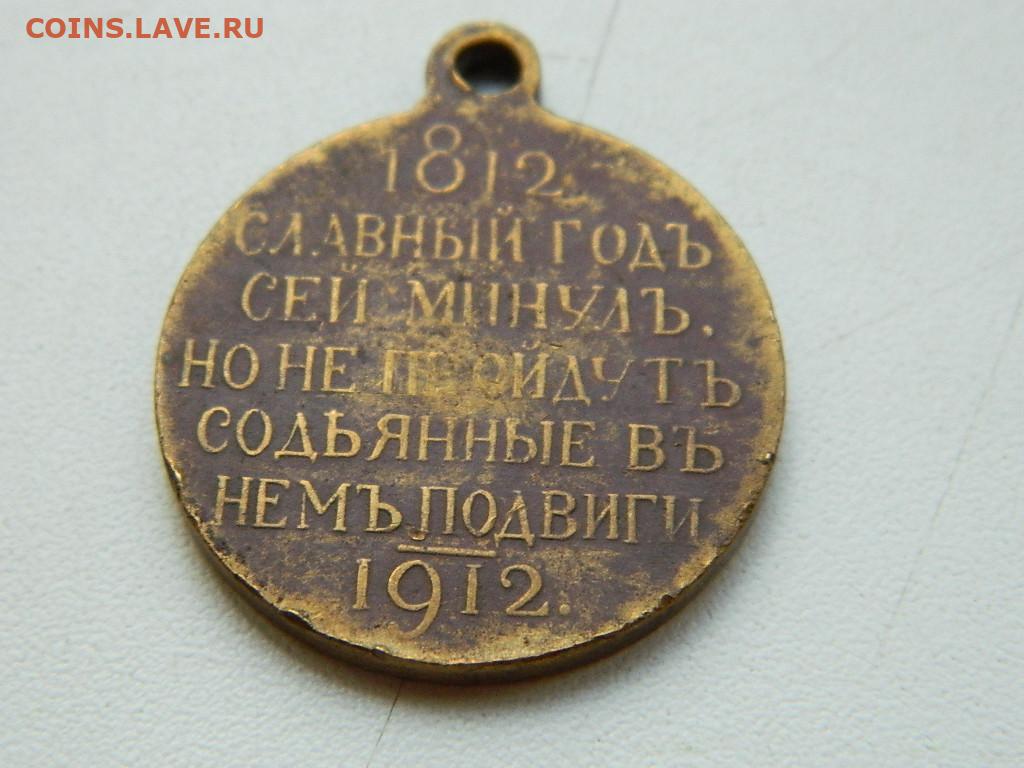 COINS.LAVE.RU
1812.
СЛАВНЫЙ ГОДЪ
СЕЙ МИНУЛЪ.
НО НЕ ПРОЙДУТЪ
СОДѢЯННЫЕ ВЪ
НЕМЪ ПОДВИГИ
1912.